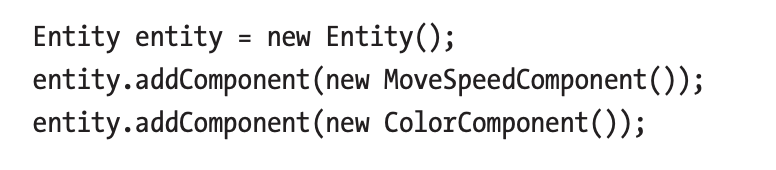 Entity entity = new Entity();
entity.addComponent(new MoveSpeedComponent());
entity.addComponent(new ColorComponent());